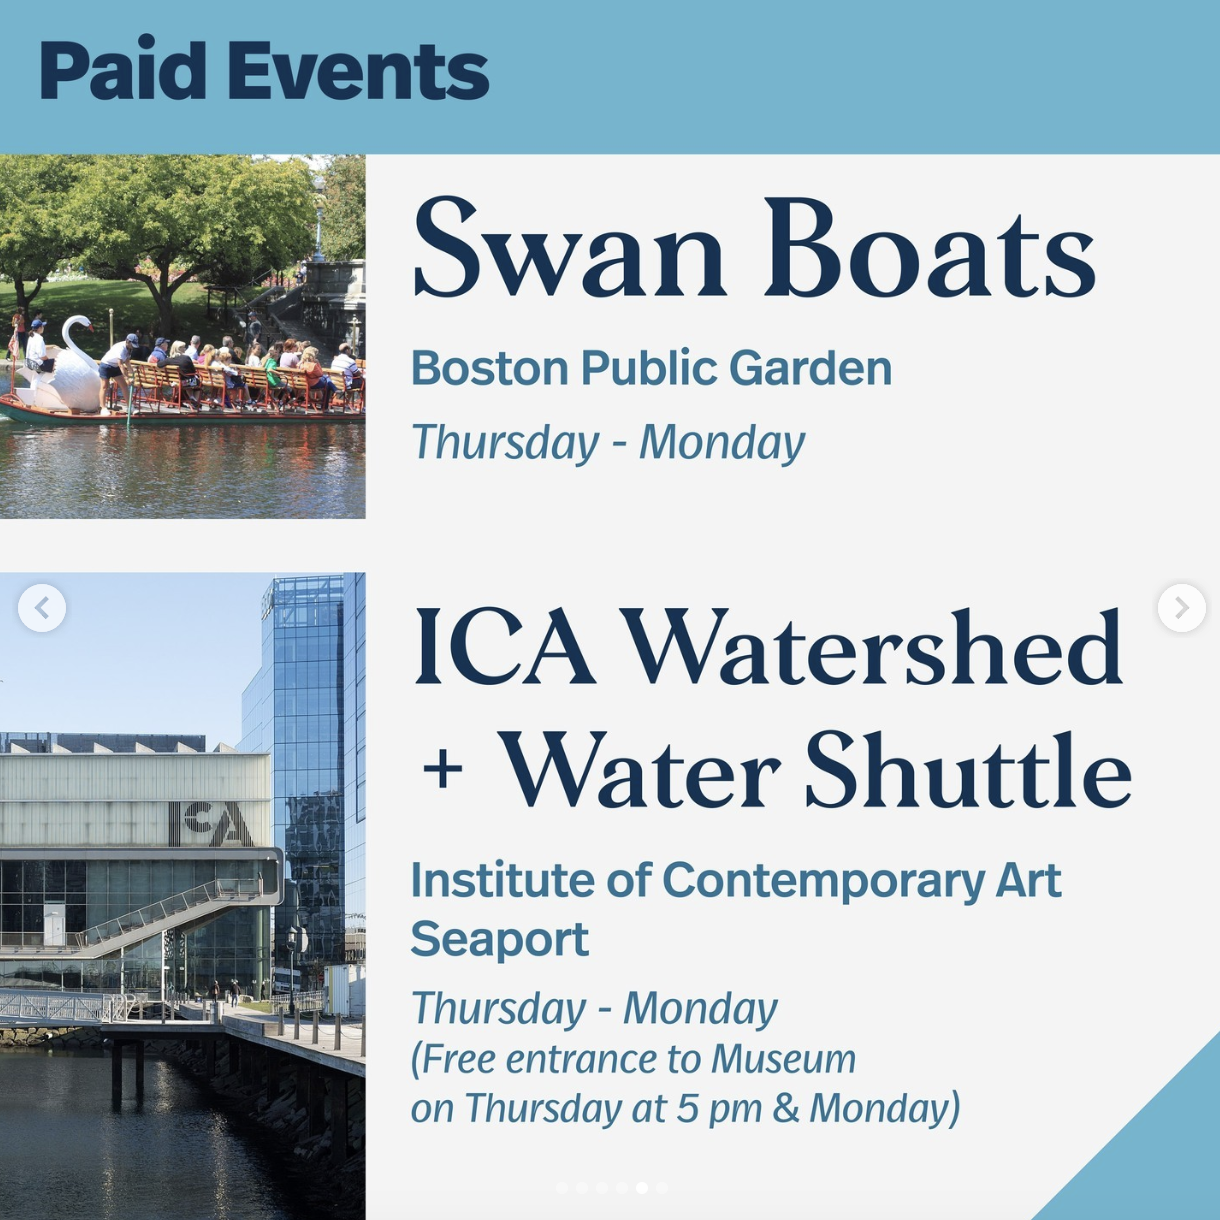 Paid Events
Swan Boats
Boston Public Garden
Thursday - Monday
ICA Watershed
+ Water Shuttle
Institute of Contemporary Art
Seaport
Thursday - Monday
(Free entrance to Museum
on Thursday at 5 pm & Monday)
ICA